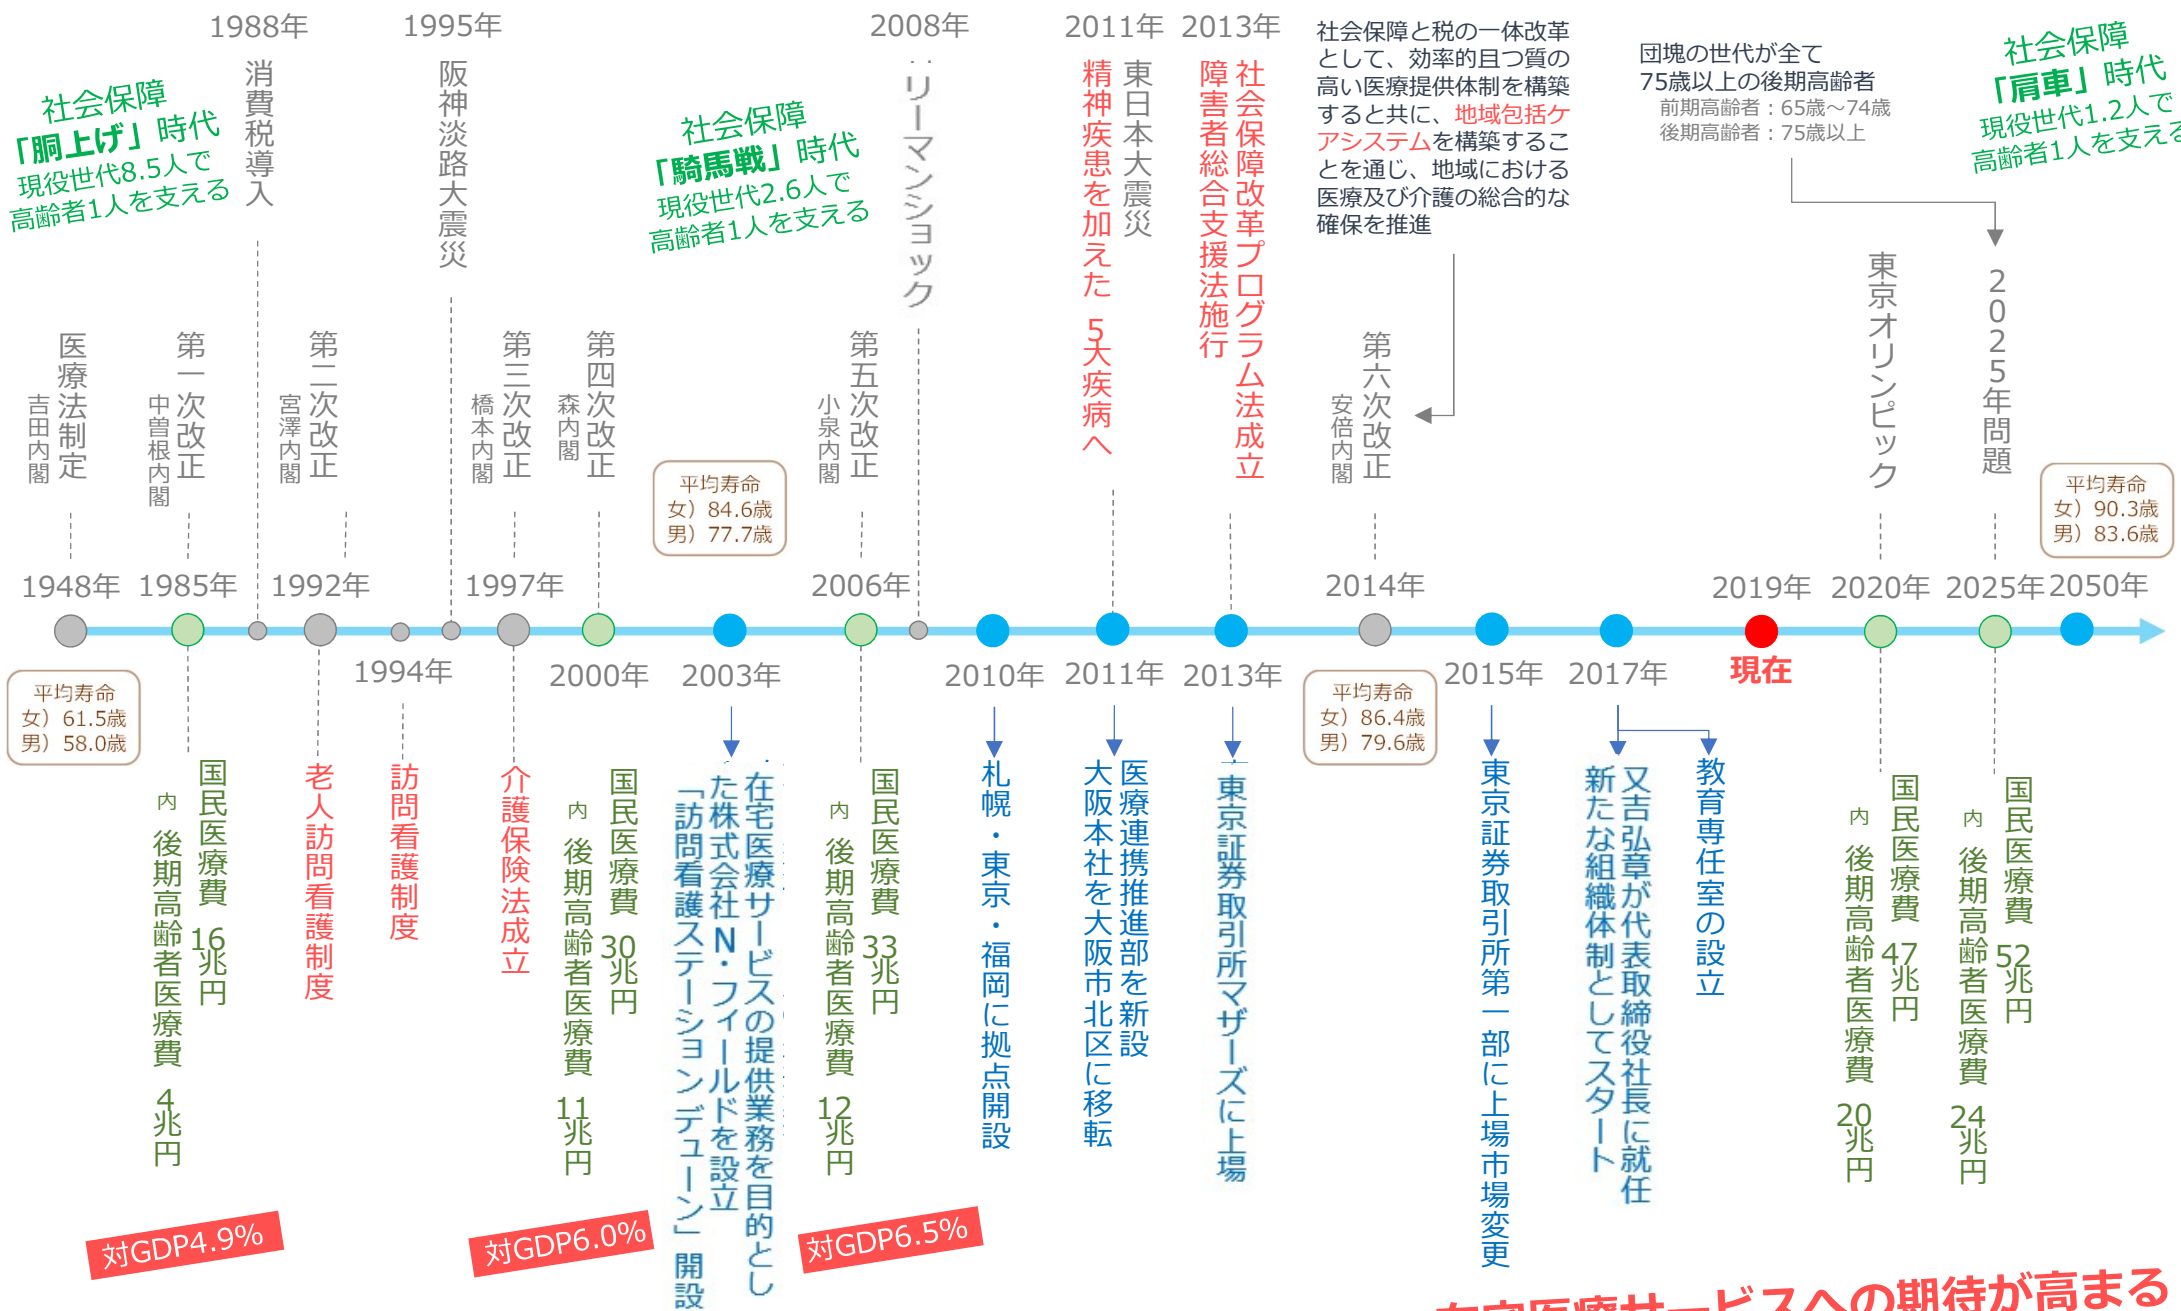 1988年
1995年
2008年
2011年
2013年
社会保障
「胴上げ」時代
現役世代8.5人で
高齢者1人を支える
消費税導入
阪神淡路大震災
社会保障
「騎馬戦」時代
現役世代2.6人で
高齢者1人を支える
リーマンショック
東日本大震災
精神疾患を加えた 5大疾病へ
社会保障改革プログラム法成立
障害者総合支援法施行
社会保障と税の一体改革
として、効率的且つ質の
高い医療提供体制を構築
すると共に、地域包括ケ
アシステムを構築するこ
とを通じ、地域における
医療及び介護の総合的な
確保を推進
団塊の世代が全て
75歳以上の後期高齢者
前期高齢者：65歳～74歳
後期高齢者：75歳以上
社会保障
「肩車」時代
現役世代1.2人で
高齢者1人を支える
医療法制定
吉田内閣
第一次改正
中曽根内閣
第二次改正
宮澤内閣
第三次改正
橋本内閣
第四次改正
森内閣
平均寿命
女）84.6歳
男）77.7歳
第五次改正
小泉内閣
第六次改正
安倍内閣
東京オリンピック
2025年問題
平均寿命
女）90.3歳
男）83.6歳
1948年
1985年
1992年
1997年
2006年
2014年
2019年
2020年
2025年
2050年
1994年
2000年
2003年
2010年
2011年
2013年
2015年
2017年
現在
平均寿命
女）61.5歳
男）58.0歳
平均寿命
女）86.4歳
男）79.6歳
国民医療費 16兆円
内 後期高齢者医療費 4兆円
老人訪問看護制度
訪問看護制度
介護保険法成立
国民医療費 30兆円
内 後期高齢者医療費 11兆円
在宅医療サービスの提供業務を目的とし
た株式会社N・フィールドを設立
「訪問看護ステーション デューン」開設
国民医療費 33兆円
内 後期高齢者医療費 12兆円
札幌・東京・福岡に拠点開設
医療連携推進部を新設
大阪本社を大阪市北区に移転
東京証券取引所マザーズに上場
東京証券取引所第一部に上場市場変更
又吉弘章が代表取締役社長に就任
新たな組織体制としてスタート
教育専任室の設立
国民医療費 47兆円
内 後期高齢者医療費 20兆円
国民医療費 52兆円
内 後期高齢者医療費 24兆円
対GDP4.9%
対GDP6.0%
対GDP6.5%
在宅医療サービスへの期待が高まる